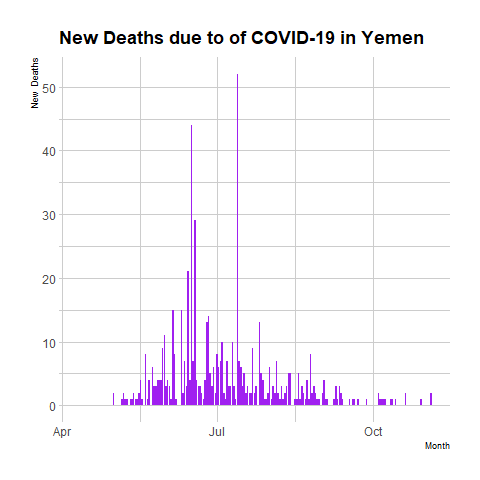 New Deaths due to of COVID-19 in Yemen
New Deaths
50
40
30
20
10
0
Apr
Jul
Oct
Month